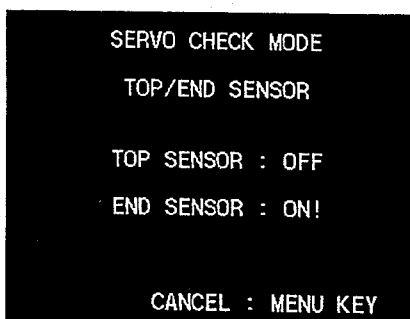 SERVO CHECK MODE
TOP/END SENSOR
TOP SENSOR : OFF
END SENSOR : ON!
CANCEL : MENU KEY